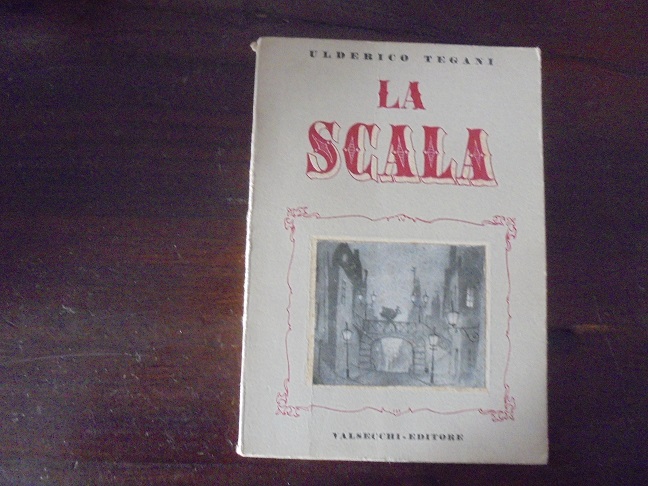 ULDERICO TEGANI
LA
SCALA
VALSECCHI-EDITORE